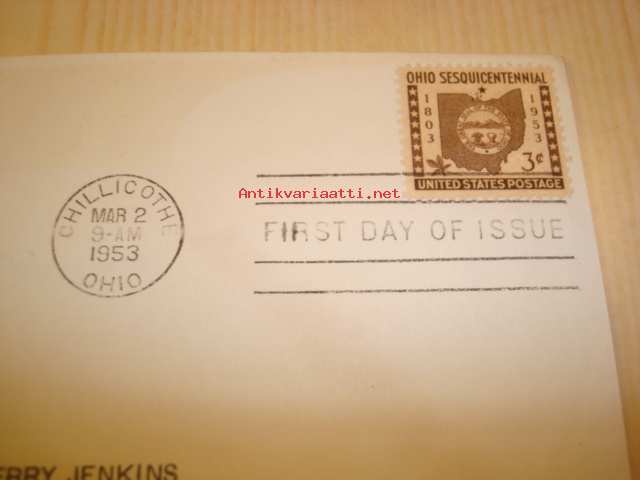 OHIO SESQUICENTENNIAL
1803
1953
3¢
UNITED STATES POSTAGE
CHILLICOTHE
MAR 2
9-AM
1953
OHIO
Antikvariaatti.net
FIRST DAY OF ISSUE
JENKINS